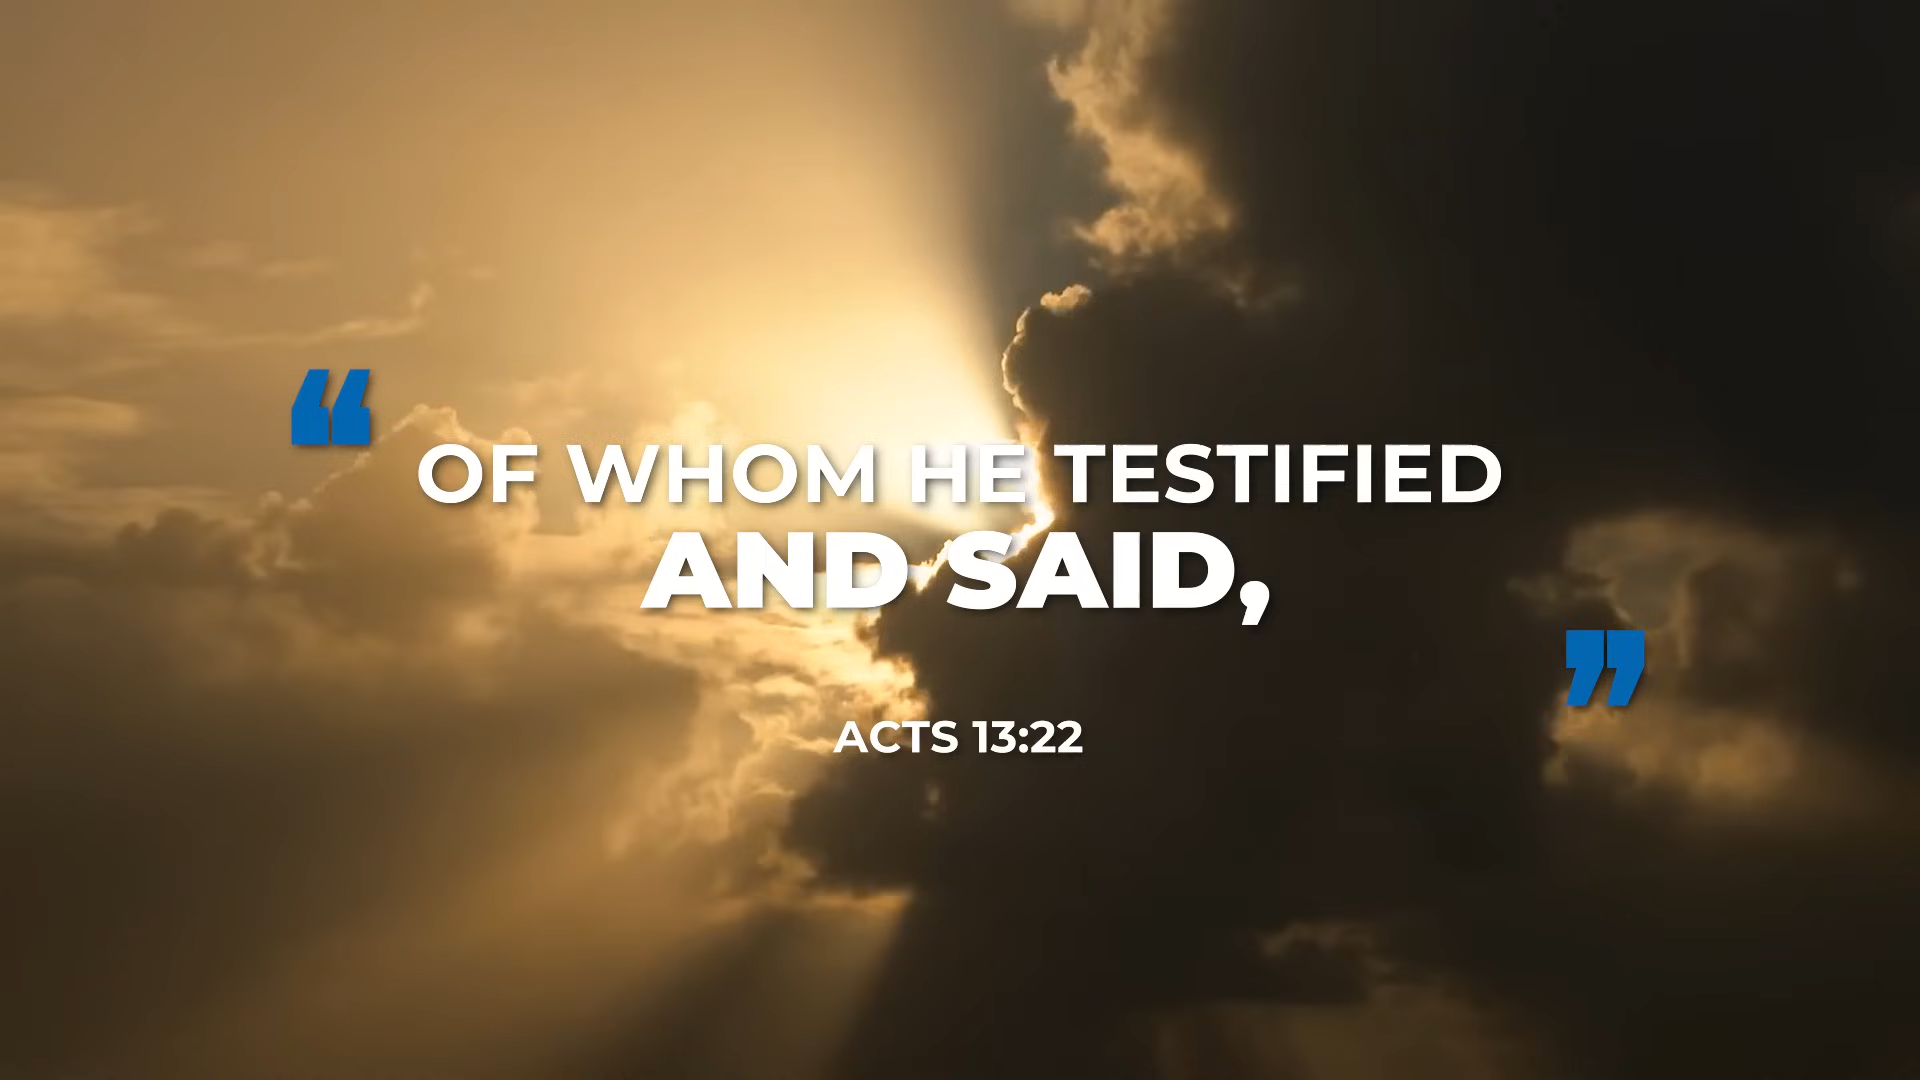 “
OF WHOM HE TESTIFIED
AND SAID,
”
ACTS 13:22